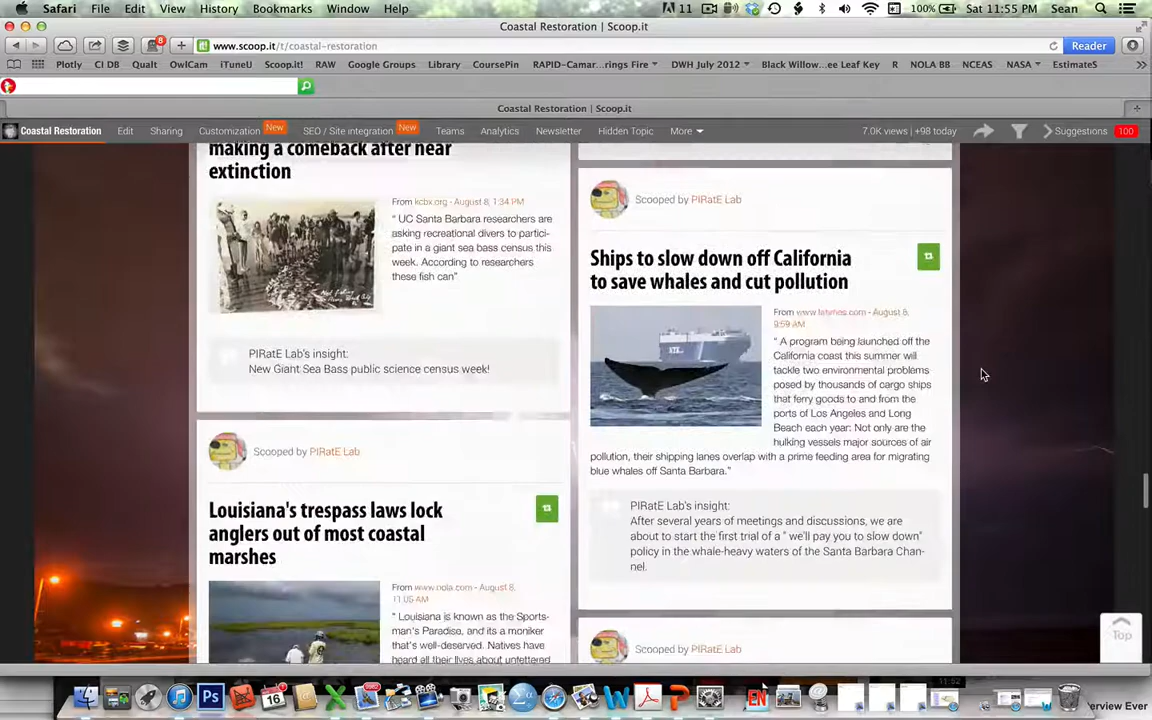 Safari File Edit View History Bookmarks Window Help 11 100% Sat 11:55 PM Sean
Coastal Restoration | Scoop.it
8 www.scoop.it/t/coastal-restoration Reader
Plotly CI DB Qualt OwlCam iTuneU Scoop.it! RAW Google Groups Library CoursePin RAPID-Camar...rings Fire DWH July 2012 Black Willow...ee Leaf Key R NOLA BB NCEAS NASA EstimateS
Coastal Restoration | Scoop.it
Coastal Restoration Edit Sharing Customization New SEO / Site integration New Teams Analytics Newsletter Hidden Topic More 7.0K views | +98 today Suggestions 100
making a comeback after near
extinction
From kcbx.org - August 8, 1:34 PM
" UC Santa Barbara researchers are
asking recreational divers to partici-
pate in a giant sea bass census this
week. According to researchers
these fish can"
PIRatE Lab's insight:
New Giant Sea Bass public science census week!
Scooped by PIRatE Lab
Louisiana's trespass laws lock
anglers out of most coastal
marshes
From www.nola.com - August 8,
11:05 AM
" Louisiana is known as the Sports-
man's Paradise, and its a moniker
that's well-deserved. Natives have
heard all their lives about unfettered
Scooped by PIRatE Lab
Ships to slow down off California
to save whales and cut pollution
From www.latimes.com - August 8,
9:59 AM
" A program being launched off the
California coast this summer will
tackle two environmental problems
posed by thousands of cargo ships
that ferry goods to and from the
ports of Los Angeles and Long
Beach each year: Not only are the
hulking vessels major sources of air
pollution, their shipping lanes overlap with a prime feeding area for migrating
blue whales off Santa Barbara."
PIRatE Lab's insight:
After several years of meetings and discussions, we are
about to start the first trial of a " we'll pay you to slow down"
policy in the whale-heavy waters of the Santa Barbara Chan-
nel.
Scooped by PIRatE Lab
Top
16
EN
erview Ever